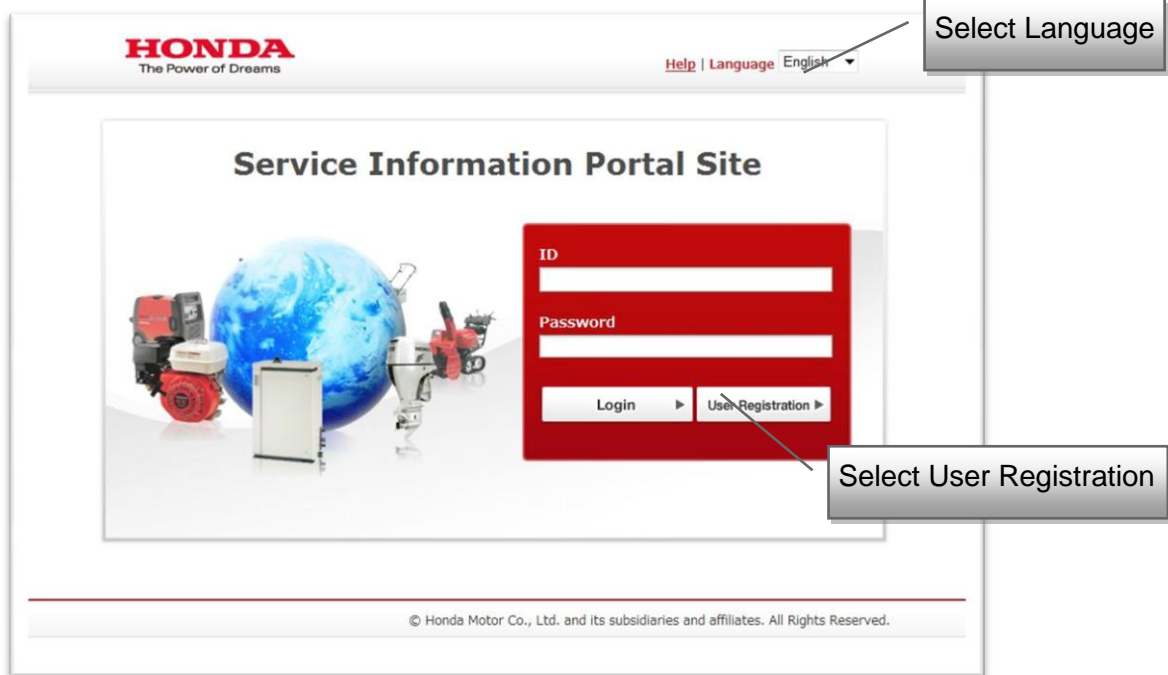 Select Language
HONDA
The Power of Dreams
Help | Language English
Service Information Portal Site
ID
Password
Login
User Registration
Select User Registration
© Honda Motor Co., Ltd. and its subsidiaries and affiliates. All Rights Reserved.